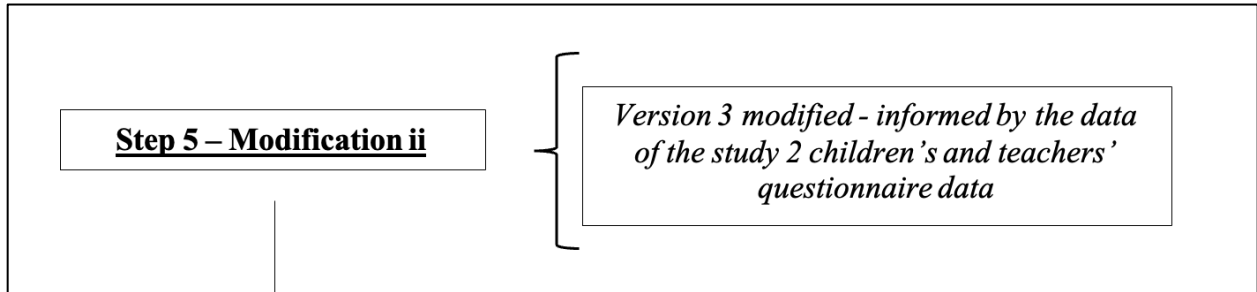 Step 5 – Modification ii
Version 3 modified - informed by the data
of the study 2 children’s and teachers’
questionnaire data